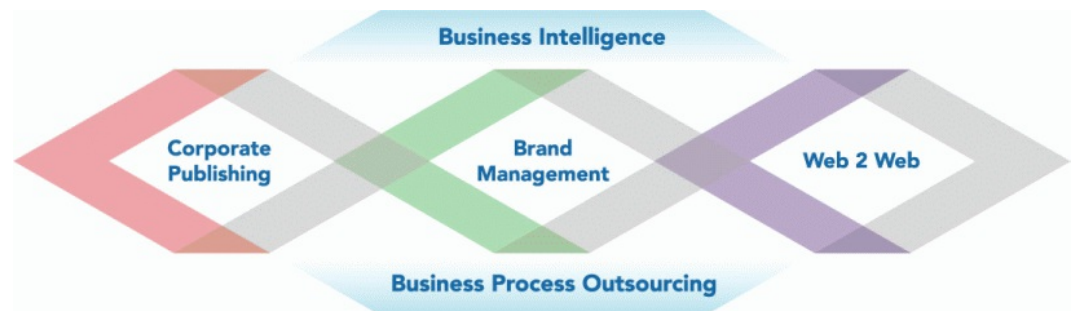 Business Intelligence
Corporate
Publishing
Brand
Management
Web 2 Web
Business Process Outsourcing